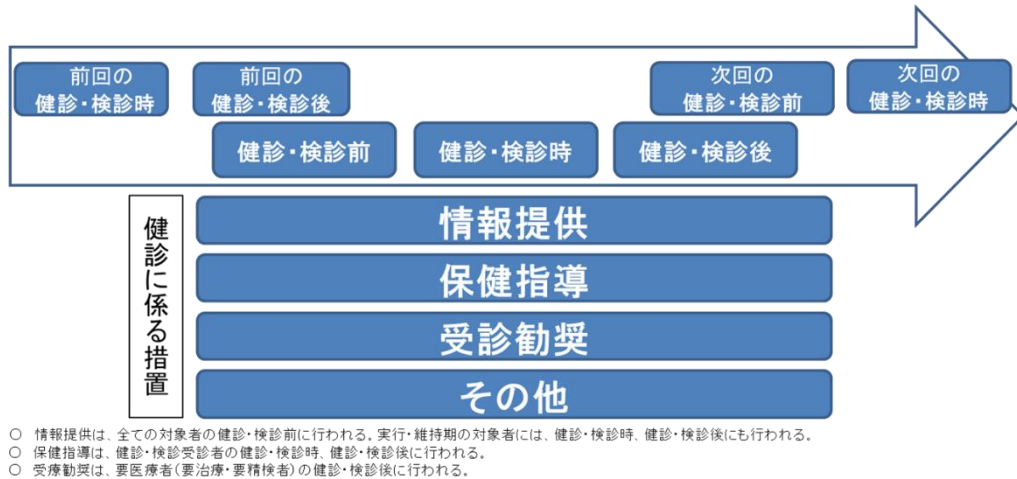 前回の
健診・検診時
前回の
健診・検診後
次回の
健診・検診前
次回の
健診・検診時
健診・検診前
健診・検診時
健診・検診後
健診に係る措置
情報提供
保健指導
受診勧奨
その他
○ 情報提供は、全ての対象者の健診・検診前に行われる。実行・維持期の対象者には、健診・検診時、健診・検診後にも行われる。
○ 保健指導は、健診・検診受診者の健診・検診時、健診・検診後に行われる。
○ 受療勧奨は、要医療者（要治療・要精検者）の健診・検診後に行われる。